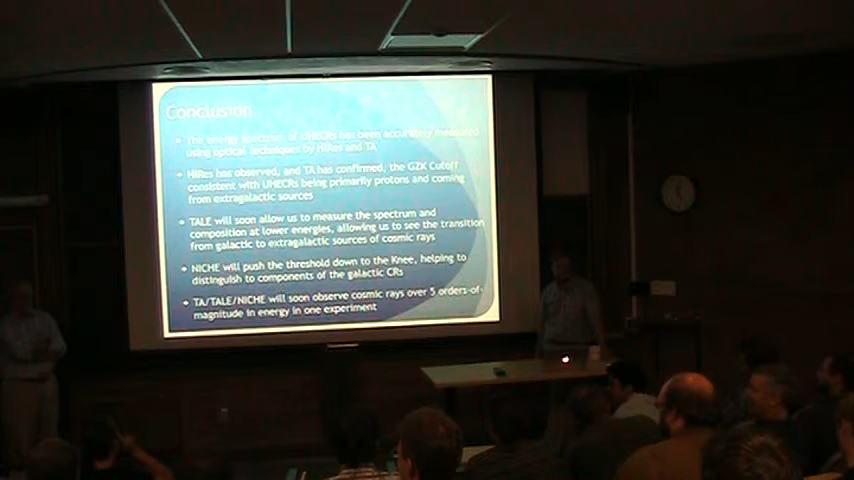 Conclusion
• The energy spectrum of UHECRs has been accurately measured
using optical techniques by HiRes and TA
• HiRes has observed, and TA has confirmed, the GZK Cutoff
consistent with UHECRs being primarily protons and coming
from extragalactic sources
• TALE will soon allow us to measure the spectrum and
composition at lower energies, allowing us to see the transition
from galactic to extragalactic sources of cosmic rays
• NICHE will push the threshold down to the Knee, helping to
distinguish to components of the galactic CRs
• TA/TALE/NICHE will soon observe cosmic rays over 5 orders-of-
magnitude in energy in one experiment